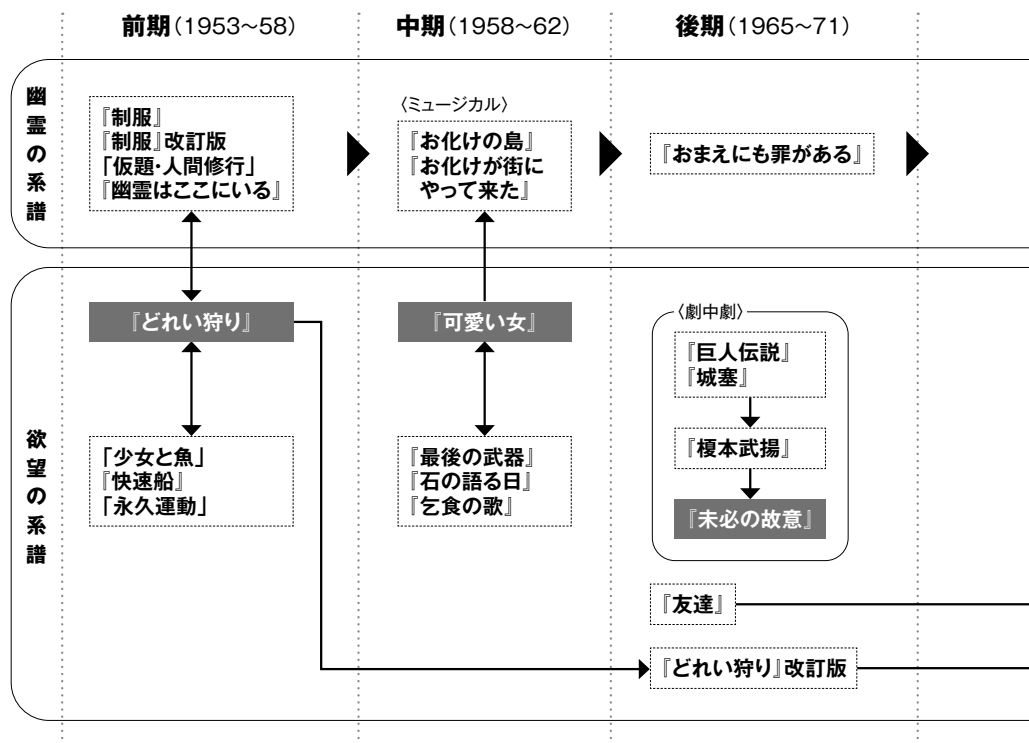 前期(1953~58)
中期(1958~62)
後期(1965~71)
幽霊の系譜
『制服』
『制服』改訂版
「仮題・人間修行」
『幽霊はここにいる』
〈ミュージカル〉
『お化けの島』
『お化けが街に
やって来た』
『おまえにも罪がある』
欲望の系譜
『どれい狩り』
『可愛い女』
〈劇中劇〉
『巨人伝説』
『城塞』
『榎本武揚』
『未必の故意』
「少女と魚」
『快速船』
「永久運動」
『最後の武器』
『石の語る日』
『乞食の歌』
『友達』
『どれい狩り』改訂版